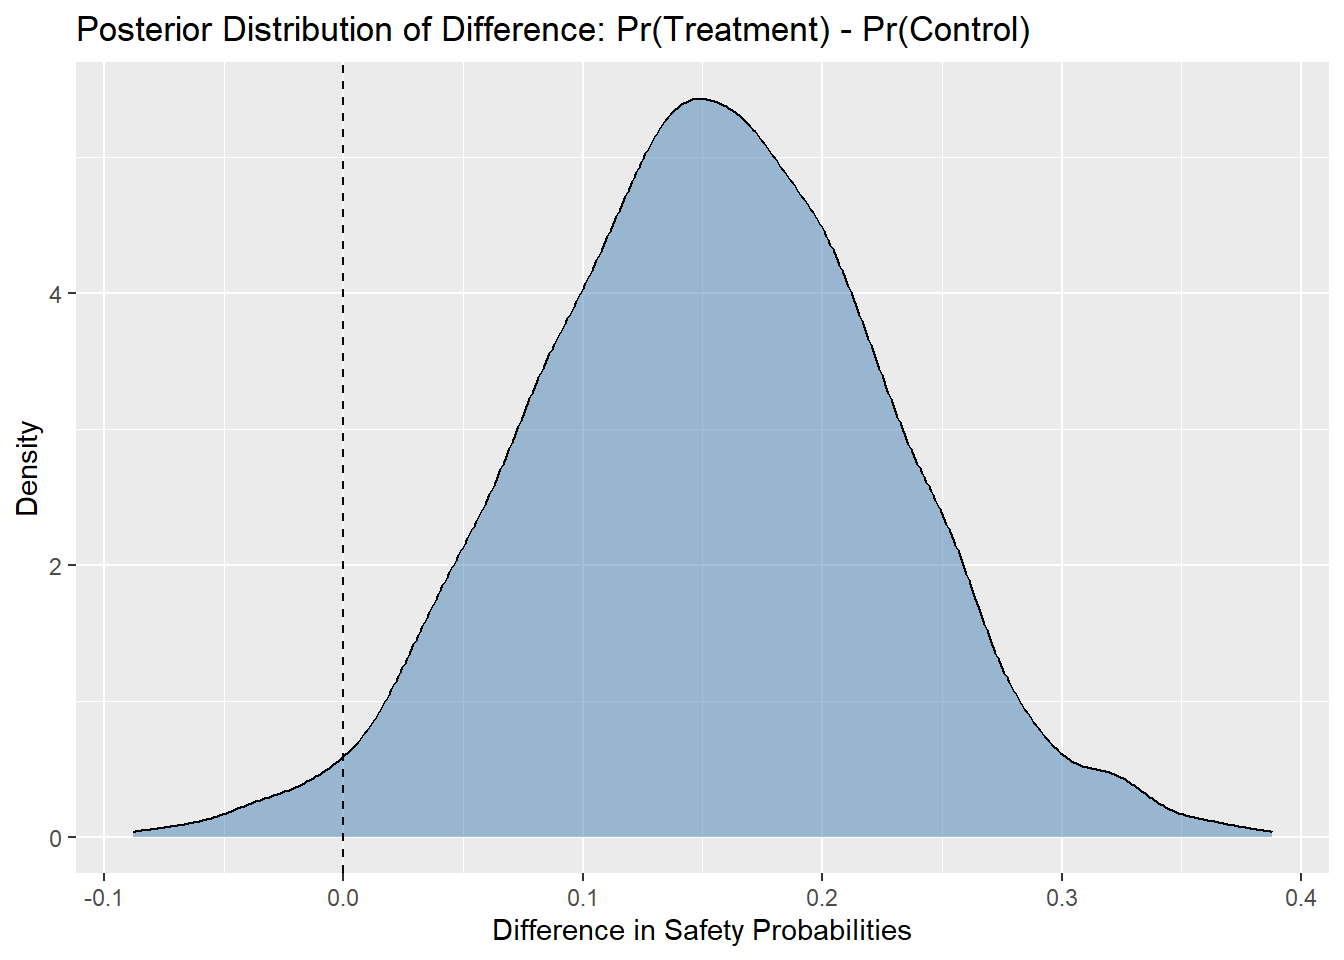 Posterior Distribution of Difference: Pr(Treatment) - Pr(Control)
Density
4
2
0
-0.1 0.0 0.1 0.2 0.3 0.4
Difference in Safety Probabilities